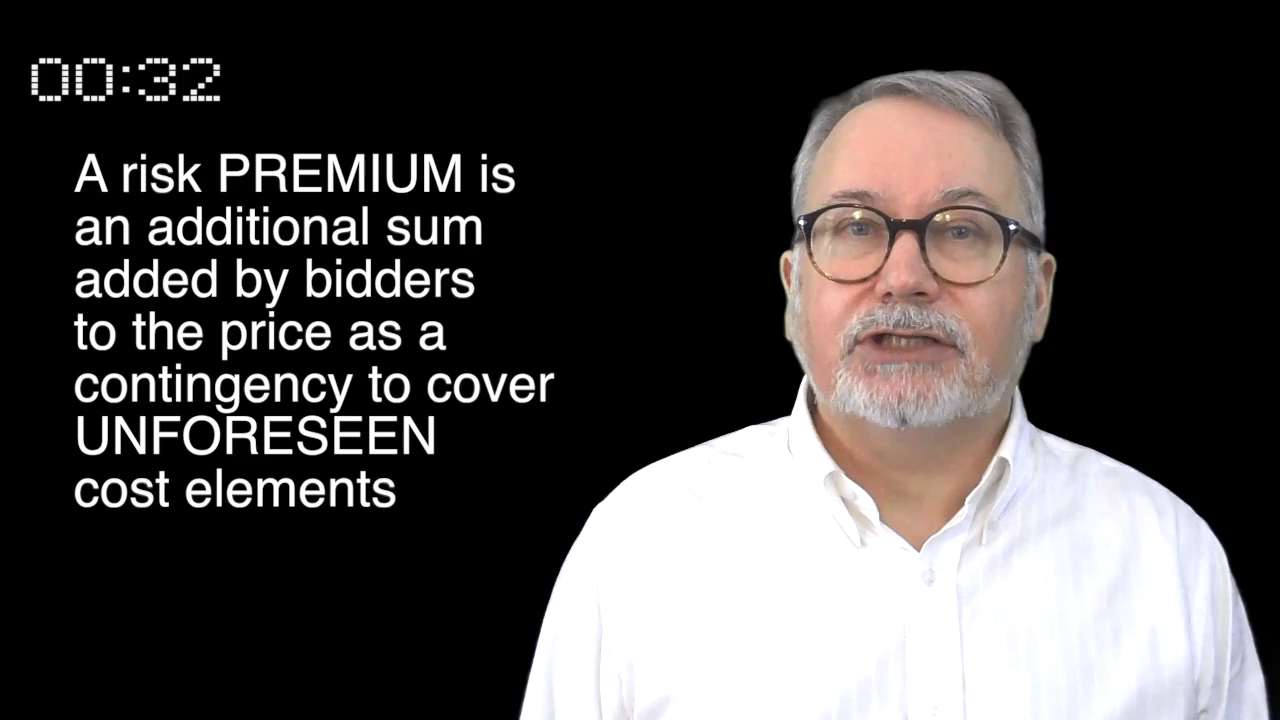 00:32
A risk PREMIUM is
an additional sum
added by bidders
to the price as a
contingency to cover
UNFORESEEN
cost elements